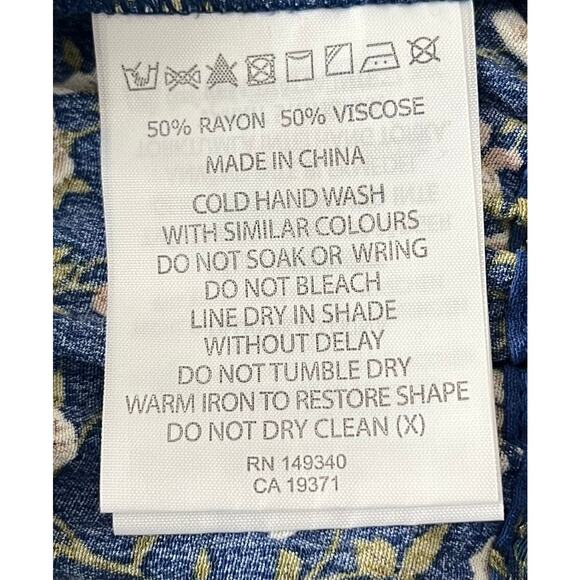 50% RAYON 50% VISCOSE
MADE IN CHINA
COLD HAND WASH
WITH SIMILAR COLOURS
DO NOT SOAK OR WRING
DO NOT BLEACH
LINE DRY IN SHADE
WITHOUT DELAY
DO NOT TUMBLE DRY
WARM IRON TO RESTORE SHAPE
DO NOT DRY CLEAN (X)
RN 149340
CA 19371